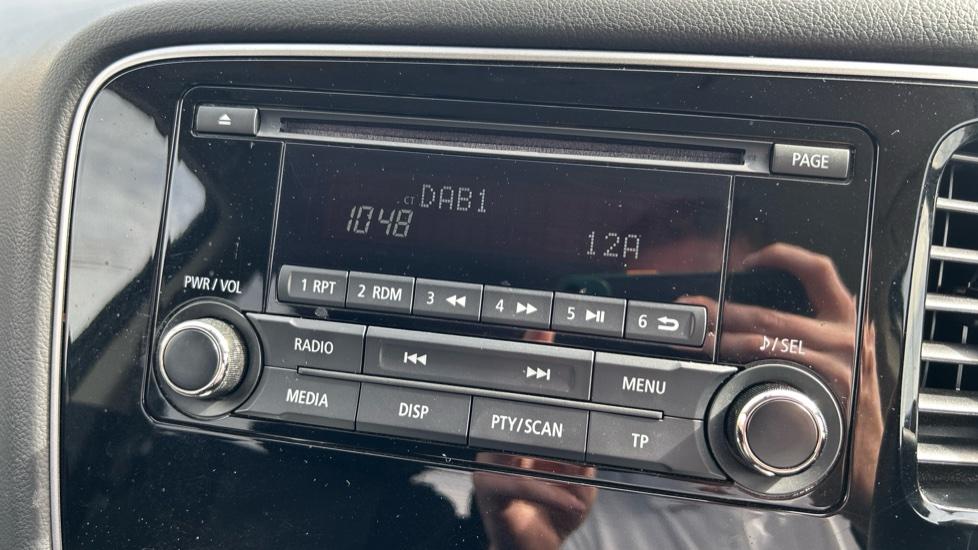 PAGE
CT DAB1
1048
12A
PWR/VOL
1 RPT 2 RDM 3 4 5 6
♪/SEL
RADIO
MENU
MEDIA
DISP
PTY/SCAN
TP